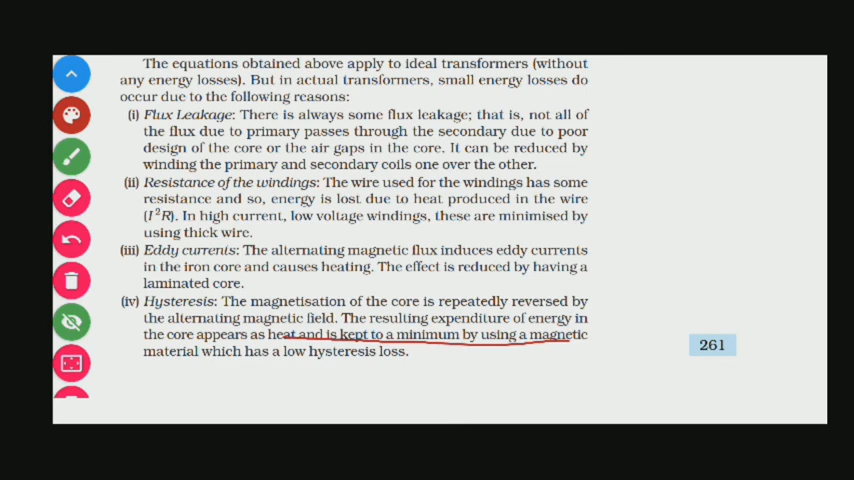 The equations obtained above apply to ideal transformers (without
any energy losses). But in actual transformers, small energy losses do
occur due to the following reasons:
(i) Flux Leakage: There is always some flux leakage; that is, not all of
the flux due to primary passes through the secondary due to poor
design of the core or the air gaps in the core. It can be reduced by
winding the primary and secondary coils one over the other.
(ii) Resistance of the windings: The wire used for the windings has some
resistance and so, energy is lost due to heat produced in the wire
(I²R). In high current, low voltage windings, these are minimised by
using thick wire.
(iii) Eddy currents: The alternating magnetic flux induces eddy currents
in the iron core and causes heating. The effect is reduced by having a
laminated core.
(iv) Hysteresis: The magnetisation of the core is repeatedly reversed by
the alternating magnetic field. The resulting expenditure of energy in
the core appears as heat and is kept to a minimum by using a magnetic
material which has a low hysteresis loss.
261